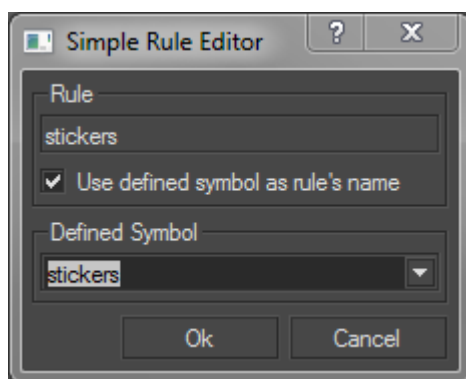 Simple Rule Editor
Rule
stickers
Use defined symbol as rule's name
Defined Symbol
stickers
Ok Cancel